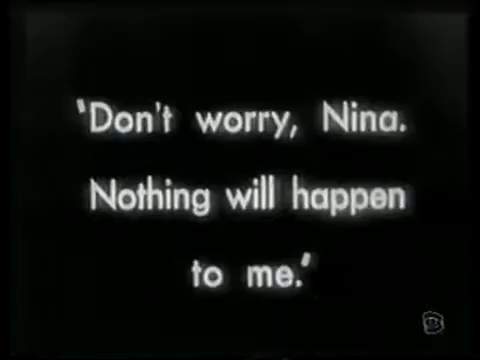 'Don't worry, Nina.
Nothing will happen
to me.'